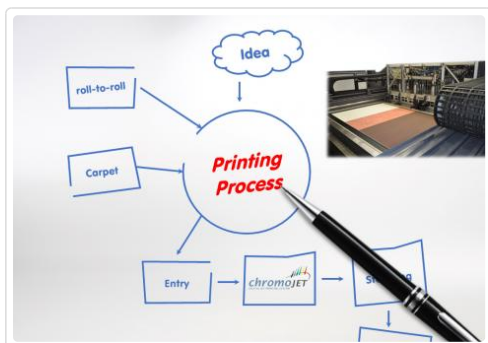 Idea
roll-to-roll
Printing
Process
Carpet
Entry
chromoJET